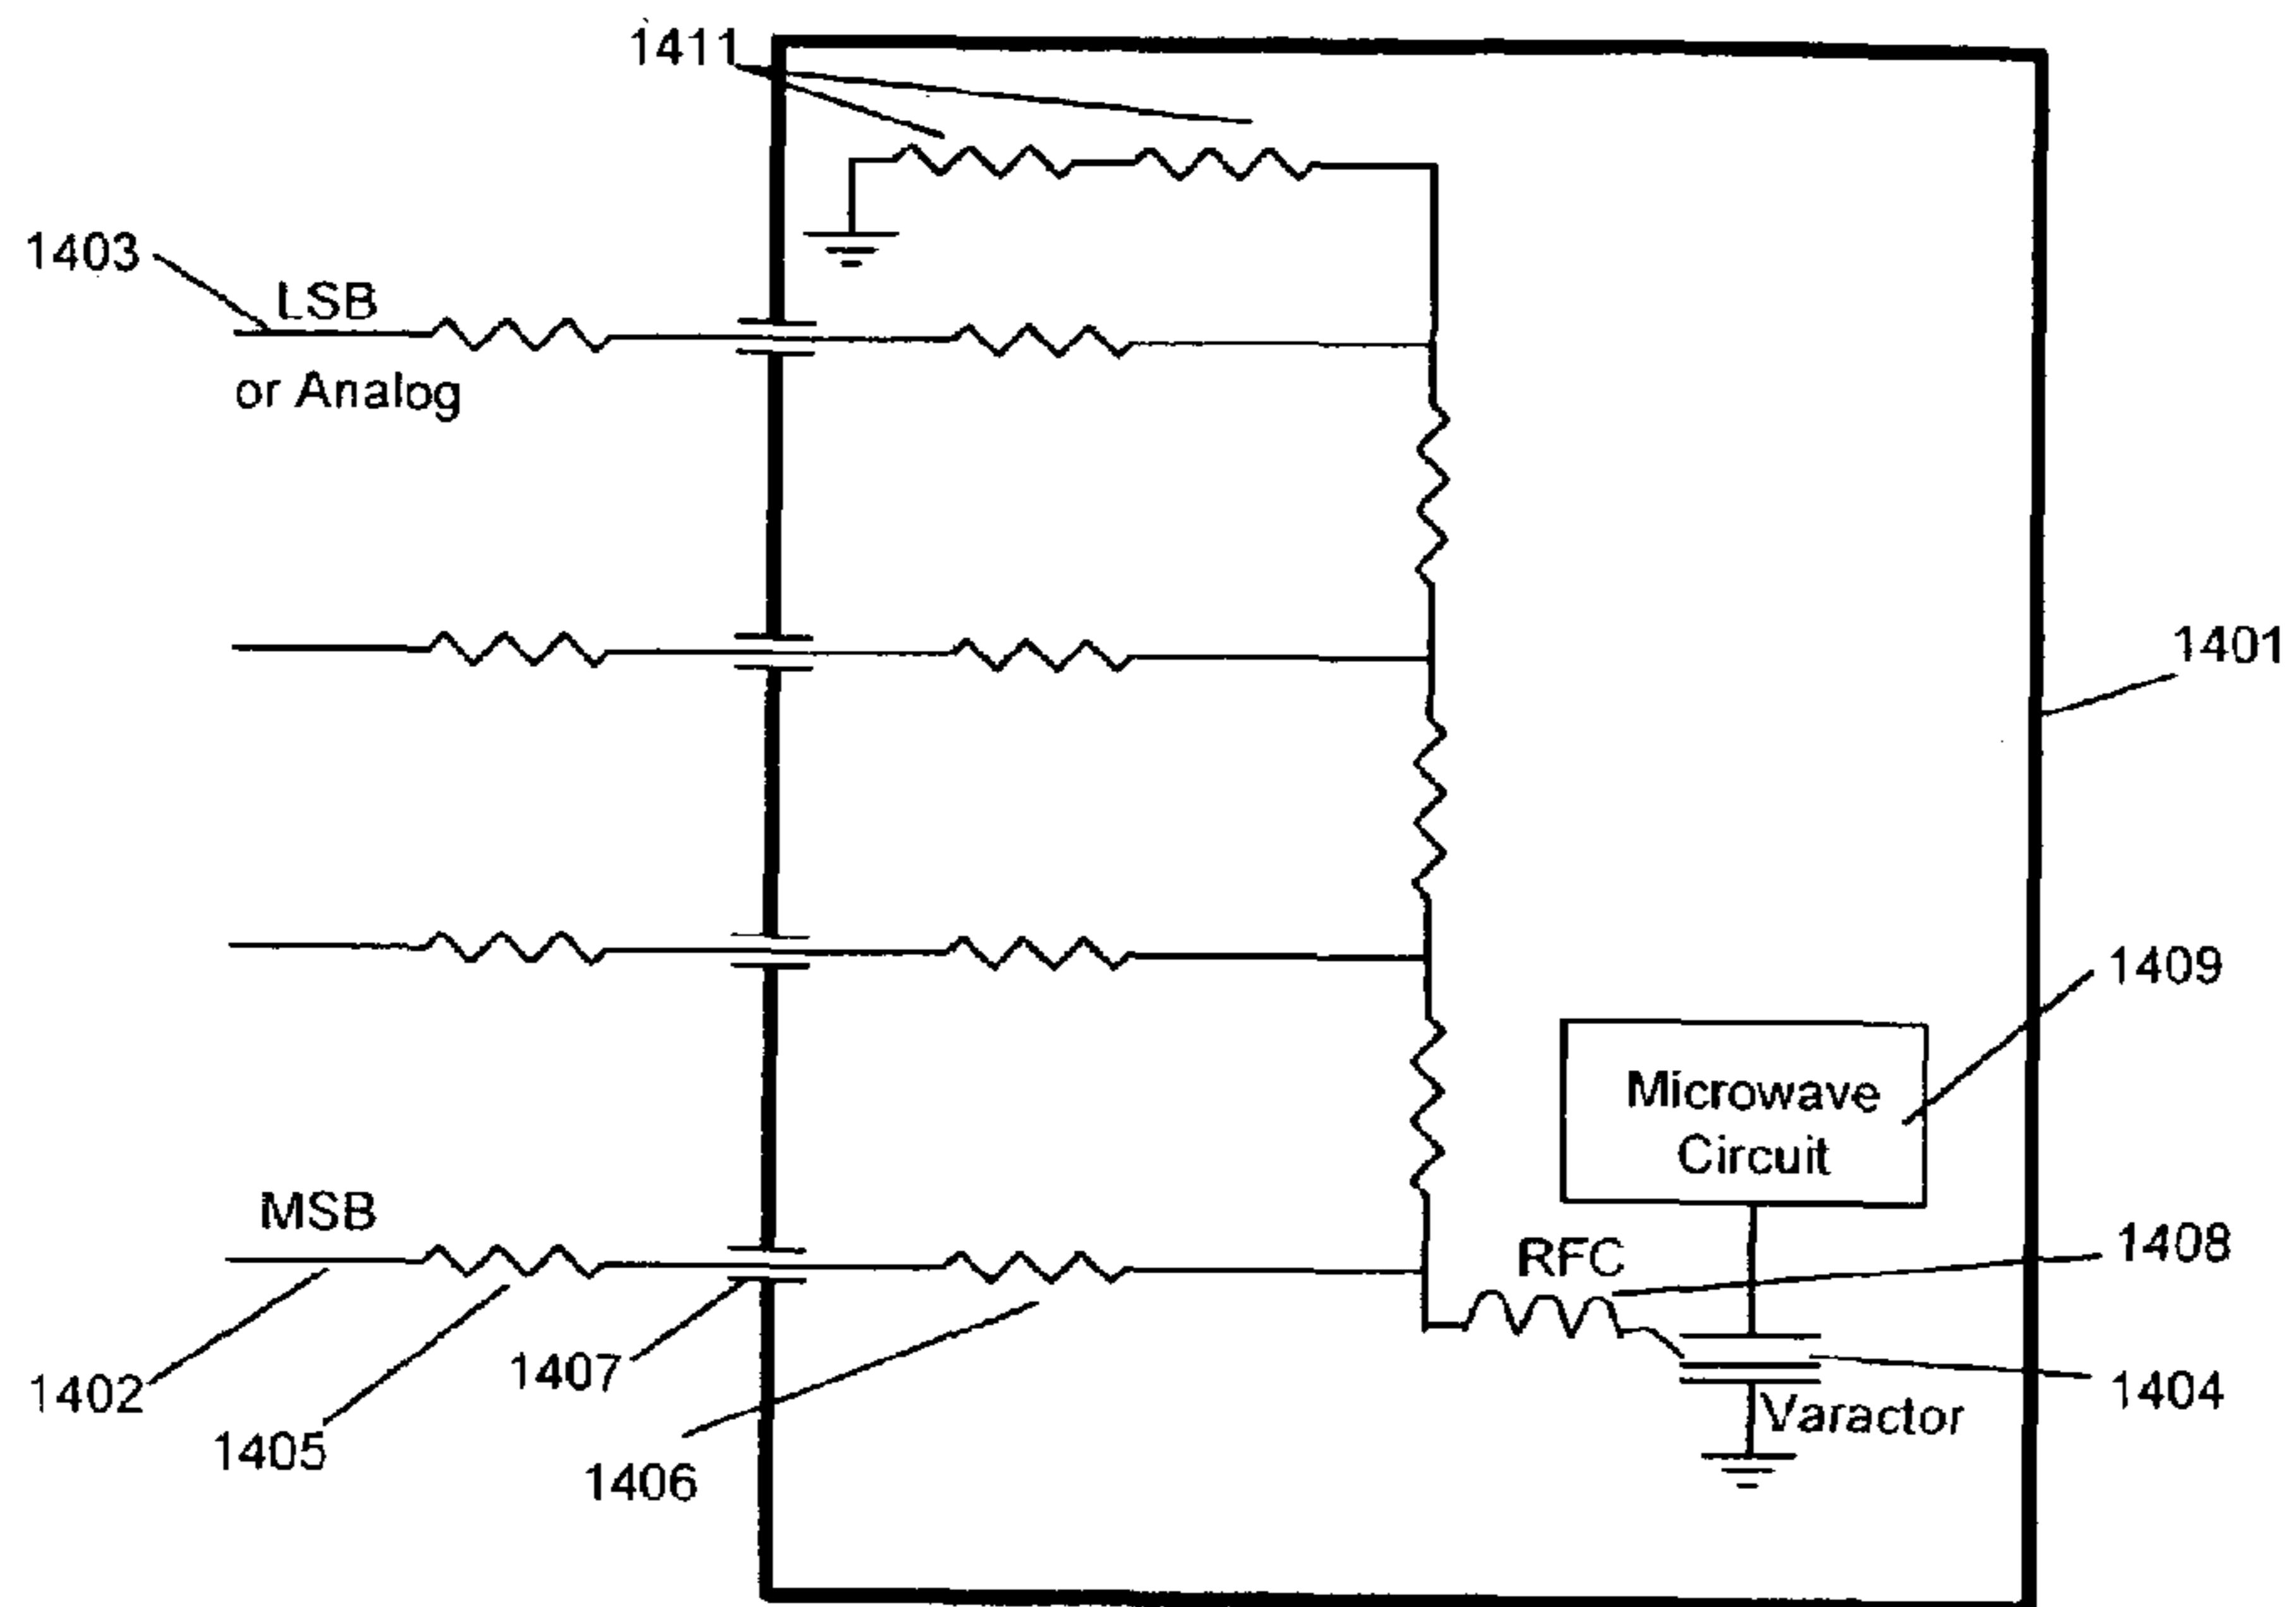 1411
1403
LSB
or Analog
1401
1409
Microwave
Circuit
MSB
RFC
1408
1402
1407
1404
Varactor
1405
1406